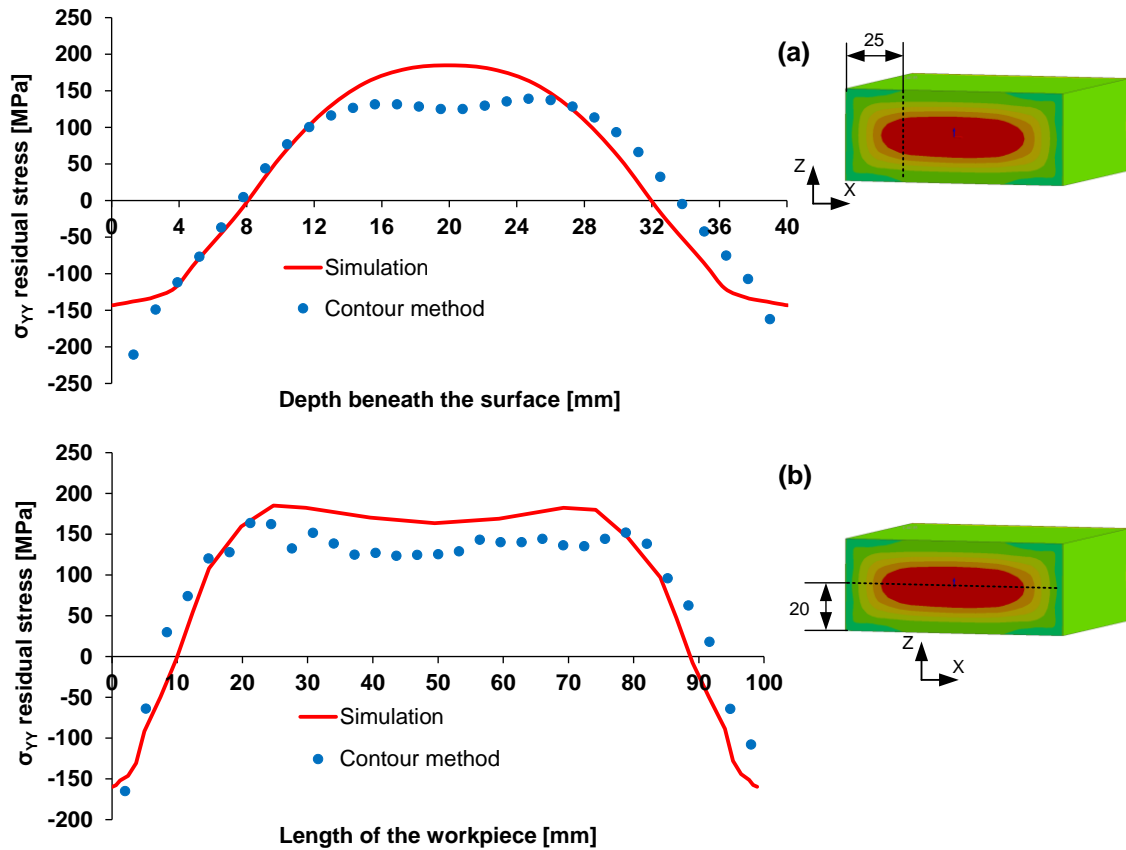 250
200
150
100
50
0
-50
-100
-150
-200
-250
0 4 8 12 16 20 24 28 32 36 40
σYY residual stress [MPa]
Simulation
Contour method
Depth beneath the surface [mm]
(a)
25
Z
X
250
200
150
100
50
0
-50
-100
-150
-200
0 10 20 30 40 50 60 70 80 90 100
σYY residual stress [MPa]
Simulation
Contour method
Length of the workpiece [mm]
(b)
20
Z
X